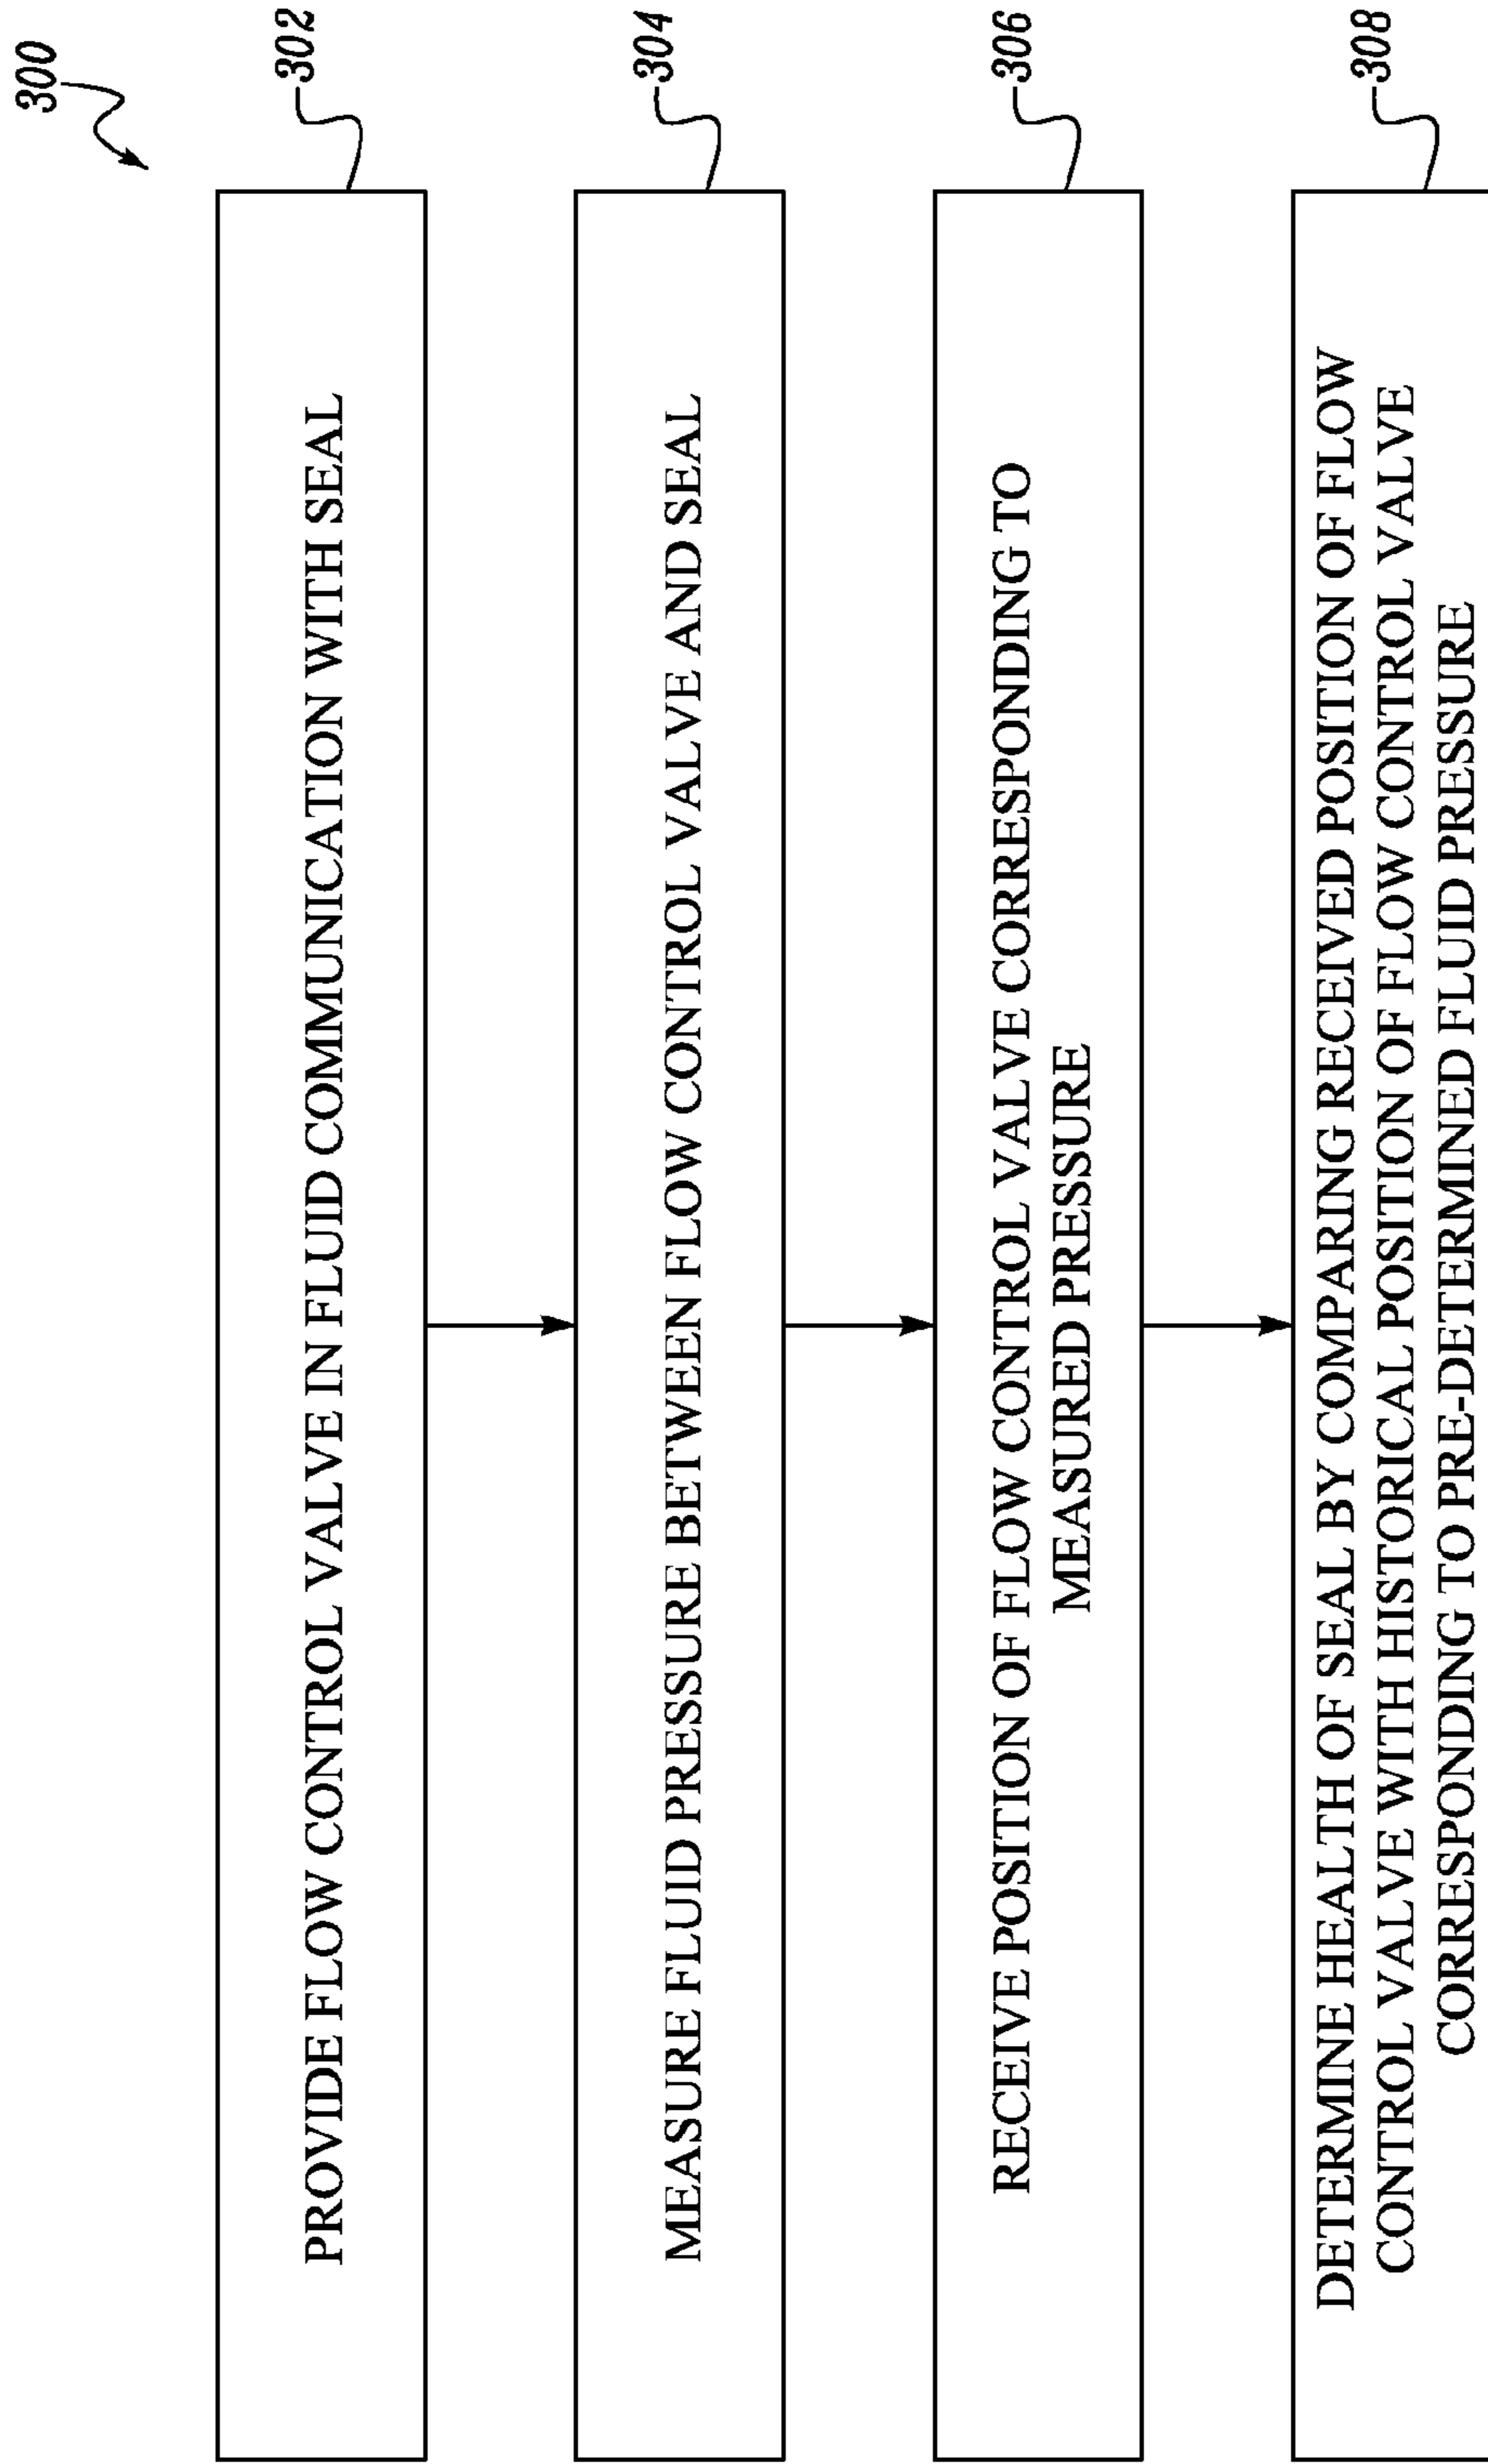 300
302
PROVIDE FLOW CONTROL VALVE IN FLUID COMMUNICATION WITH SEAL
304
MEASURE FLUID PRESSURE BETWEEN FLOW CONTROL VALVE AND SEAL
306
RECEIVE POSITION OF FLOW CONTROL VALVE CORRESPONDING TO
MEASURED PRESSURE
308
DETERMINE HEALTH OF SEAL BY COMPARING RECEIVED POSITION OF FLOW
CONTROL VALVE WITH HISTORICAL POSITION OF FLOW CONTROL VALVE
CORRESPONDING TO PRE-DETERMINED FLUID PRESSURE